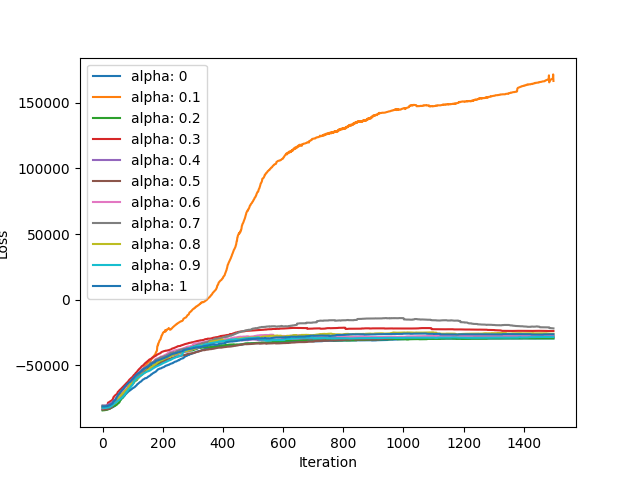 alpha: 0
alpha: 0.1
alpha: 0.2
alpha: 0.3
alpha: 0.4
alpha: 0.5
alpha: 0.6
alpha: 0.7
alpha: 0.8
alpha: 0.9
alpha: 1
150000
100000
50000
0
−50000
Loss
0 200 400 600 800 1000 1200 1400
Iteration